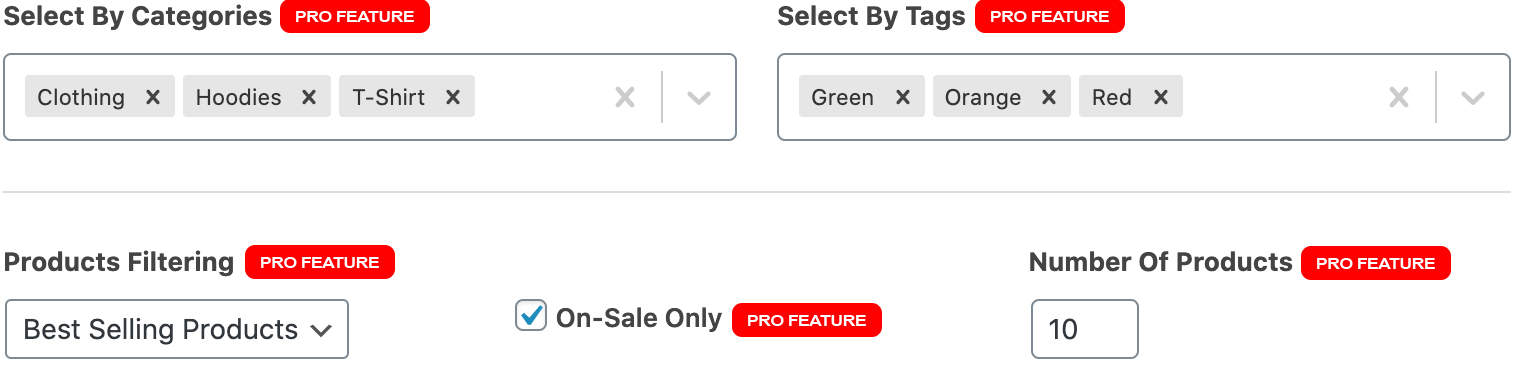 Select By Categories PRO FEATURE
Select By Tags PRO FEATURE
Clothing Hoodies T-Shirt
Green Orange Red
Products Filtering PRO FEATURE
Number Of Products PRO FEATURE
Best Selling Products
On-Sale Only PRO FEATURE
10